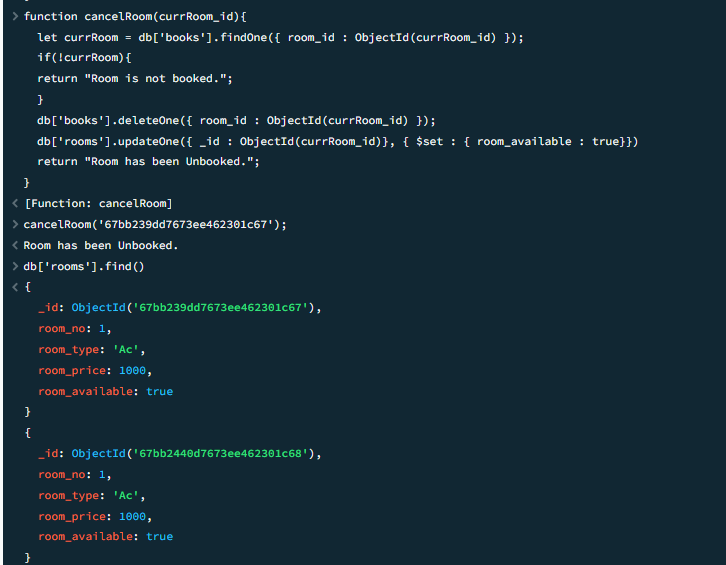 > function cancelRoom(currRoom_id){
let currRoom = db['books'].findOne({ room_id : ObjectId(currRoom_id) });
if(!currRoom){
return "Room is not booked.";
}
db['books'].deleteOne({ room_id : ObjectId(currRoom_id) });
db['rooms'].updateOne({ _id : ObjectId(currRoom_id)}, { $set : { room_available : true}})
return "Room has been Unbooked.";
}
< [Function: cancelRoom]
> cancelRoom('67bb239dd7673ee462301c67');
< Room has been Unbooked.
> db['rooms'].find()
< {
_id: ObjectId('67bb239dd7673ee462301c67'),
room_no: 1,
room_type: 'Ac',
room_price: 1000,
room_available: true
}
{
_id: ObjectId('67bb2440d7673ee462301c68'),
room_no: 1,
room_type: 'Ac',
room_price: 1000,
room_available: true
}